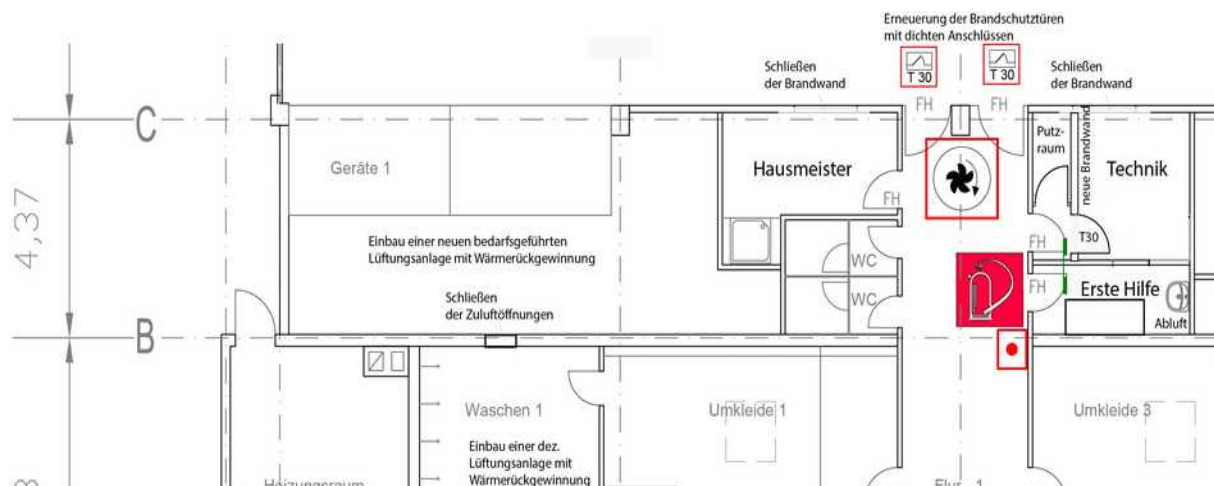 Erneuerung der Brandschutztüren
mit dichten Anschlüssen
T 30
T 30
Schließen
der Brandwand
Schließen
der Brandwand
FH
FH
C
Putz-
raum
neue Brandwand
Technik
Geräte 1
Hausmeister
FH
4,37
Einbau einer neuen bedarfsgeführten
Lüftungsanlage mit Wärmerückgewinnung
FH
T30
WC
FH
Erste Hilfe
WC
Schließen
der Zuluftöffnungen
Abluft
B
Waschen 1
Umkleide 1
Umkleide 3
Einbau einer dez.
Lüftungsanlage mit
Wärmerückgewinnung
Heizungsraum
Flur 1